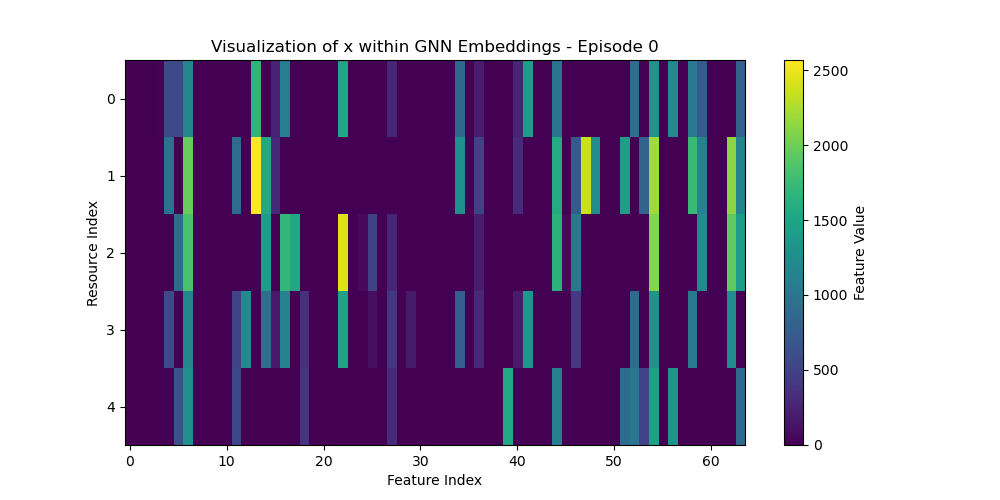 Visualization of x within GNN Embeddings - Episode 0
Resource Index
0
1
2
3
4
0 10 20 30 40 50 60
Feature Index
2500
2000
1500
1000
500
0
Feature Value